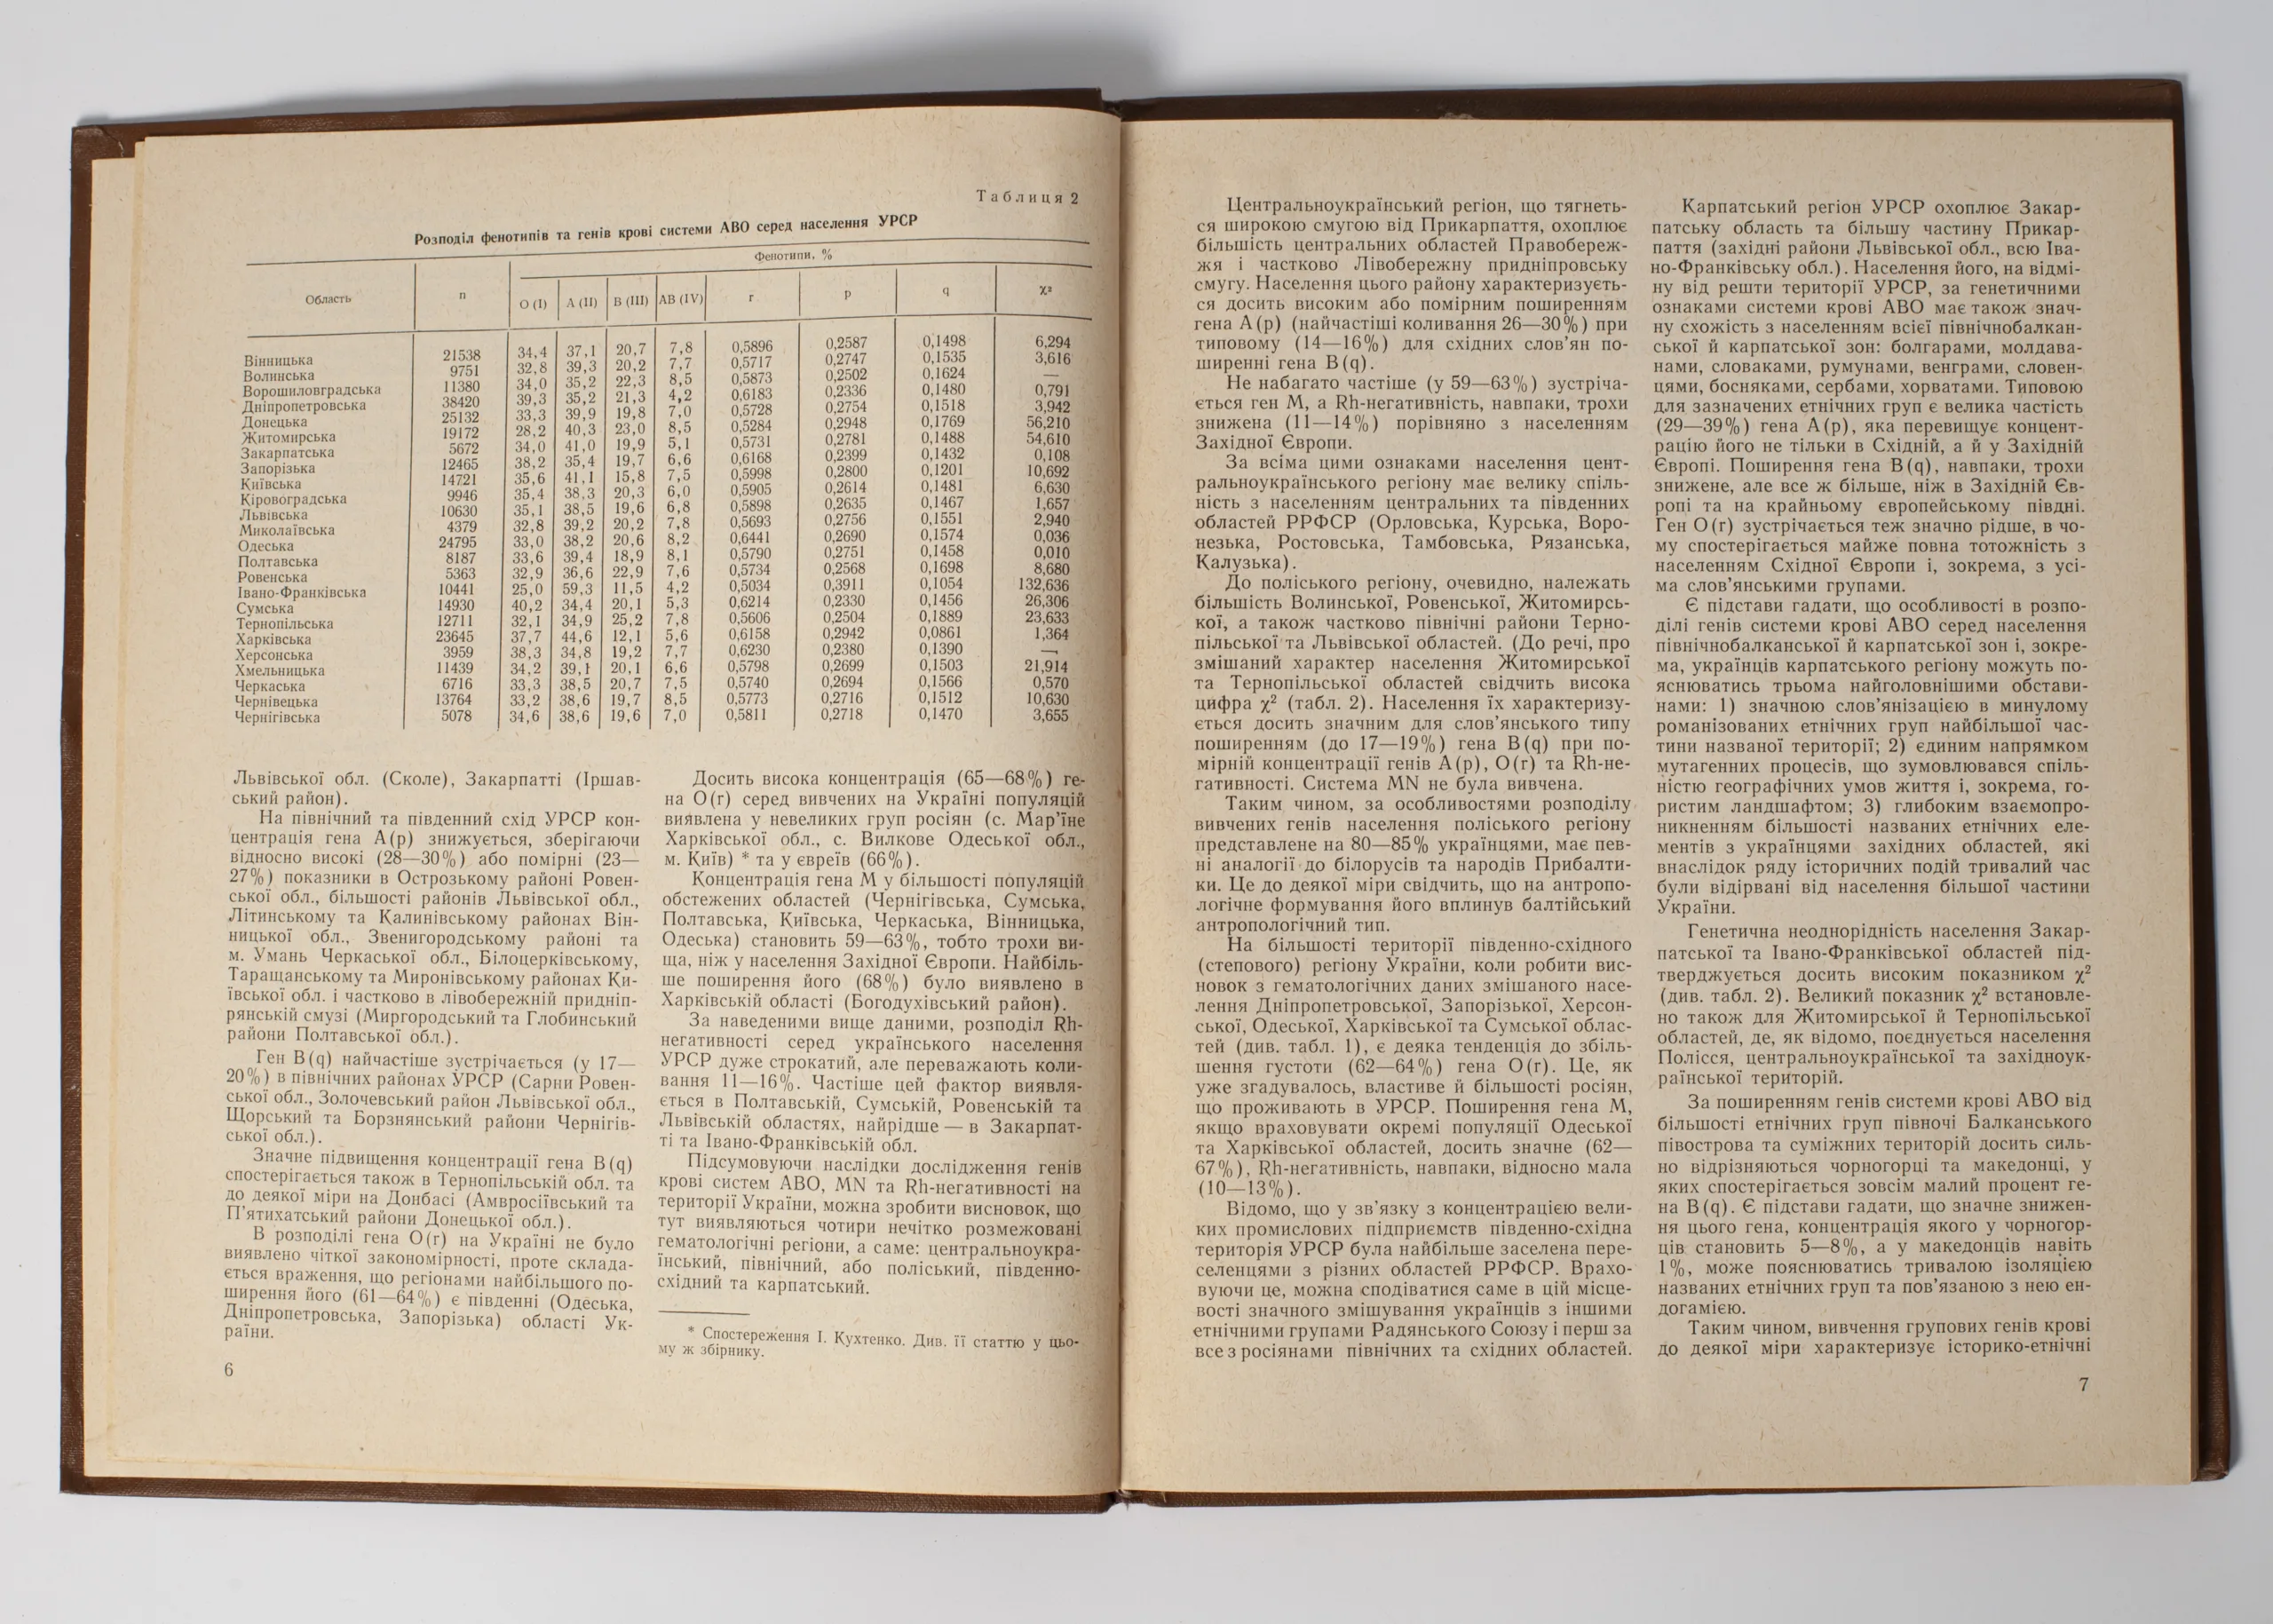 Таблиця 2
Розподіл фенотипів та генів крові системи АВО серед населення УРСР
Область n Фенотипи, %
О (I) А (II) В (III) АВ (IV) r p q χ²
Вінницька 21538 34,4 37,1 20,7 7,8 0,5896 0,2587 0,1498 6,294
Волинська 9751 32,8 39,3 20,2 7,7 0,5717 0,2747 0,1535 3,616
Ворошиловградська 11380 34,0 35,2 22,3 8,5 0,5873 0,2502 0,1624 —
Дніпропетровська 38420 39,3 35,2 21,3 4,2 0,6183 0,2336 0,1480 0,791
Донецька 25132 33,3 39,9 19,8 7,0 0,5728 0,2754 0,1518 3,942
Житомирська 19172 28,2 40,3 23,0 8,5 0,5284 0,2948 0,1769 56,210
Закарпатська 5672 34,0 41,0 19,9 5,1 0,5731 0,2781 0,1488 54,610
Запорізька 12465 38,2 35,4 19,7 6,6 0,6168 0,2399 0,1432 0,108
Київська 14721 35,6 41,1 15,8 7,5 0,5998 0,2800 0,1201 10,692
Кіровоградська 9946 35,4 38,3 20,3 6,0 0,5905 0,2614 0,1481 6,630
Львівська 10630 35,1 38,5 19,6 6,8 0,5898 0,2635 0,1467 1,657
Миколаївська 4379 32,8 39,2 20,2 7,8 0,5693 0,2756 0,1551 2,940
Одеська 24795 33,0 38,2 20,6 8,2 0,6441 0,2690 0,1574 0,036
Полтавська 8187 33,6 39,4 18,9 8,1 0,5790 0,2751 0,1458 0,010
Ровенська 5363 32,9 36,6 22,9 7,6 0,5734 0,2568 0,1698 8,680
Івано-Франківська 10441 25,0 59,3 11,5 4,2 0,5034 0,3911 0,1054 132,636
Сумська 14930 40,2 34,4 20,1 5,3 0,6214 0,2330 0,1456 26,306
Тернопільська 12711 32,1 34,9 25,2 7,8 0,5606 0,2504 0,1889 23,633
Харківська 23645 37,7 44,6 12,1 5,6 0,6158 0,2942 0,0861 1,364
Херсонська 3959 38,3 34,8 19,2 7,7 0,6230 0,2380 0,1390 —
Хмельницька 11439 34,2 39,1 20,1 6,6 0,5798 0,2699 0,1503 21,914
Черкаська 6716 33,3 38,5 20,7 7,5 0,5740 0,2694 0,1566 0,570
Чернівецька 13764 33,2 38,6 19,7 8,5 0,5773 0,2716 0,1512 10,630
Чернігівська 5078 34,6 38,6 19,6 7,0 0,5811 0,2718 0,1470 3,655
Львівської обл. (Сколе), Закарпатті (Іршав-
ський район).
На північний та південний схід УРСР кон-
центрація гена А(р) знижується, зберігаючи
відносно високі (28—30%) або помірні (23—
27%) показники в Острозькому районі Ровен-
ської обл., більшості районів Львівської обл.,
Літинському та Калинівському районах Він-
ницької обл., Звенигородському районі та
м. Умань Черкаської обл., Білоцерківському,
Таращанському та Миронівському районах Ки-
ївської обл. і частково в лівобережній придніп-
рянській смузі (Миргородський та Глобинський
райони Полтавської обл.).
Ген В(q) найчастіше зустрічається (у 17—
20%) в північних районах УРСР (Сарни Ровен-
ської обл., Золочевський район Львівської обл.,
Щорський та Борзнянський райони Чернігів-
ської обл.).
Значне підвищення концентрації гена В(q)
спостерігається також в Тернопільській обл. та
до деякої міри на Донбасі (Амвросіївський та
П'ятихатський райони Донецької обл.).
В розподілі гена О(r) на Україні не було
виявлено чіткої закономірності, проте склада-
ється враження, що регіонами найбільшого по-
ширення його (61—64%) є південні (Одеська,
Дніпропетровська, Запорізька) області Ук-
раїни.
6
Досить висока концентрація (65—68%) ге-
на О(r) серед вивчених на Україні популяцій
виявлена у невеликих груп росіян (с. Мар'їне
Харківської обл., с. Вилкове Одеської обл.,
м. Київ) * та у євреїв (66%).
Концентрація гена М у більшості популяцій
обстежених областей (Чернігівська, Сумська,
Полтавська, Київська, Черкаська, Вінницька,
Одеська) становить 59—63%, тобто трохи ви-
ща, ніж у населення Західної Європи. Найбіль-
ше поширення його (68%) було виявлено в
Харківській області (Богодухівський район).
За наведеними вище даними, розподіл Rh-
негативності серед українського населення
УРСР дуже строкатий, але переважають коли-
вання 11—16%. Частіше цей фактор виявля-
ється в Полтавській, Сумській, Ровенській та
Львівській областях, найрідше — в Закарпат-
ті та Івано-Франківській обл.
Підсумовуючи наслідки дослідження генів
крові систем АВО, MN та Rh-негативності на
території України, можна зробити висновок, що
тут виявляються чотири нечітко розмежовані
гематологічні регіони, а саме: центральноукра-
їнський, північний, або поліський, південно-
східний та карпатський.
* Спостереження І. Кухтенко. Див. її статтю у цьо-
му ж збірнику.
Центральноукраїнський регіон, що тягнеть-
ся широкою смугою від Прикарпаття, охоплює
більшість центральних областей Правобереж-
жя і частково Лівобережну придніпровську
смугу. Населення цього району характеризуєть-
ся досить високим або помірним поширенням
гена А(р) (найчастіші коливання 26—30%) при
типовому (14—16%) для східних слов'ян по-
ширенні гена В(q).
Не набагато частіше (у 59—63%) зустріча-
ється ген М, а Rh-негативність, навпаки, трохи
знижена (11—14%) порівняно з населенням
Західної Європи.
За всіма цими ознаками населення цент-
ральноукраїнського регіону має велику спіль-
ність з населенням центральних та південних
областей РРФСР (Орловська, Курська, Воро-
незька, Ростовська, Тамбовська, Рязанська,
Калузька).
До поліського регіону, очевидно, належать
більшість Волинської, Ровенської, Житомирсь-
кої, а також частково північні райони Терно-
пільської та Львівської областей. (До речі, про
змішаний характер населення Житомирської
та Тернопільської областей свідчить висока
цифра χ² (табл. 2). Населення їх характеризу-
ється досить значним для слов'янського типу
поширенням (до 17—19%) гена В(q) при по-
мірній концентрації генів А(р), О(r) та Rh-не-
гативності. Система MN не була вивчена.
Таким чином, за особливостями розподілу
вивчених генів населення поліського регіону
представлене на 80—85% українцями, має пев-
ні аналогії до білорусів та народів Прибалти-
ки. Це до деякої міри свідчить, що на антропо-
логічне формування його вплинув балтійський
антропологічний тип.
На більшості території південно-східного
(степового) регіону України, коли робити вис-
новок з гематологічних даних змішаного насе-
лення Дніпропетровської, Запорізької, Херсон-
ської, Одеської, Харківської та Сумської облас-
тей (див. табл. 1), є деяка тенденція до збіль-
шення густоти (62—64%) гена О(r). Це, як
уже згадувалось, властиве й більшості росіян,
що проживають в УРСР. Поширення гена М,
якщо враховувати окремі популяції Одеської
та Харківської областей, досить значне (62—
67%), Rh-негативність, навпаки, відносно мала
(10—13%).
Відомо, що у зв'язку з концентрацією вели-
ких промислових підприємств південно-східна
територія УРСР була найбільше заселена пере-
селенцями з різних областей РРФСР. Врахо-
вуючи це, можна сподіватися саме в цій місце-
вості значного змішування українців з іншими
етнічними групами Радянського Союзу і перш за
все з росіянами північних та східних областей.
Карпатський регіон УРСР охоплює Закар-
патську область та більшу частину Прикар-
паття (західні райони Львівської обл., всю Іва-
но-Франківську обл.). Населення його, на відмі-
ну від решти території УРСР, за генетичними
ознаками системи крові АВО має також знач-
ну схожість з населенням всієї північнобалкан-
ської й карпатської зон: болгарами, молдава-
нами, словаками, румунами, венграми, словен-
цями, босняками, сербами, хорватами. Типовою
для зазначених етнічних груп є велика частість
(29—39%) гена А(р), яка перевищує концент-
рацію його не тільки в Східній, а й у Західній
Європі. Поширення гена В(q), навпаки, трохи
знижене, але все ж більше, ніж в Західній Єв-
ропі та на крайньому європейському півдні.
Ген О(r) зустрічається теж значно рідше, в чо-
му спостерігається майже повна тотожність з
населенням Східної Європи і, зокрема, з усі-
ма слов'янськими групами.
Є підстави гадати, що особливості в розпо-
ділі генів системи крові АВО серед населення
північнобалканської й карпатської зон і, зокре-
ма, українців карпатського регіону можуть по-
яснюватись трьома найголовнішими обстави-
нами: 1) значною слов'янізацією в минулому
романізованих етнічних груп найбільшої час-
тини названої території; 2) єдиним напрямком
мутагенних процесів, що зумовлювався спіль-
ністю географічних умов життя і, зокрема, го-
ристим ландшафтом; 3) глибоким взаємопро-
никненням більшості названих етнічних еле-
ментів з українцями західних областей, які
внаслідок ряду історичних подій тривалий час
були відірвані від населення більшої частини
України.
Генетична неоднорідність населення Закар-
патської та Івано-Франківської областей під-
тверджується досить високим показником χ²
(див. табл. 2). Великий показник χ² встановле-
но також для Житомирської й Тернопільської
областей, де, як відомо, поєднується населення
Полісся, центральноукраїнської та західноук-
раїнської територій.
За поширенням генів системи крові АВО від
більшості етнічних груп півночі Балканського
півострова та суміжних територій досить силь-
но відрізняються чорногорці та македонці, у
яких спостерігається зовсім малий процент ге-
на В(q). Є підстави гадати, що значне знижен-
ня цього гена, концентрація якого у чорногор-
ців становить 5—8%, а у македонців навіть
1%, може пояснюватись тривалою ізоляцією
названих етнічних груп та пов'язаною з нею ен-
догамією.
Таким чином, вивчення групових генів крові
до деякої міри характеризує історико-етнічні
7